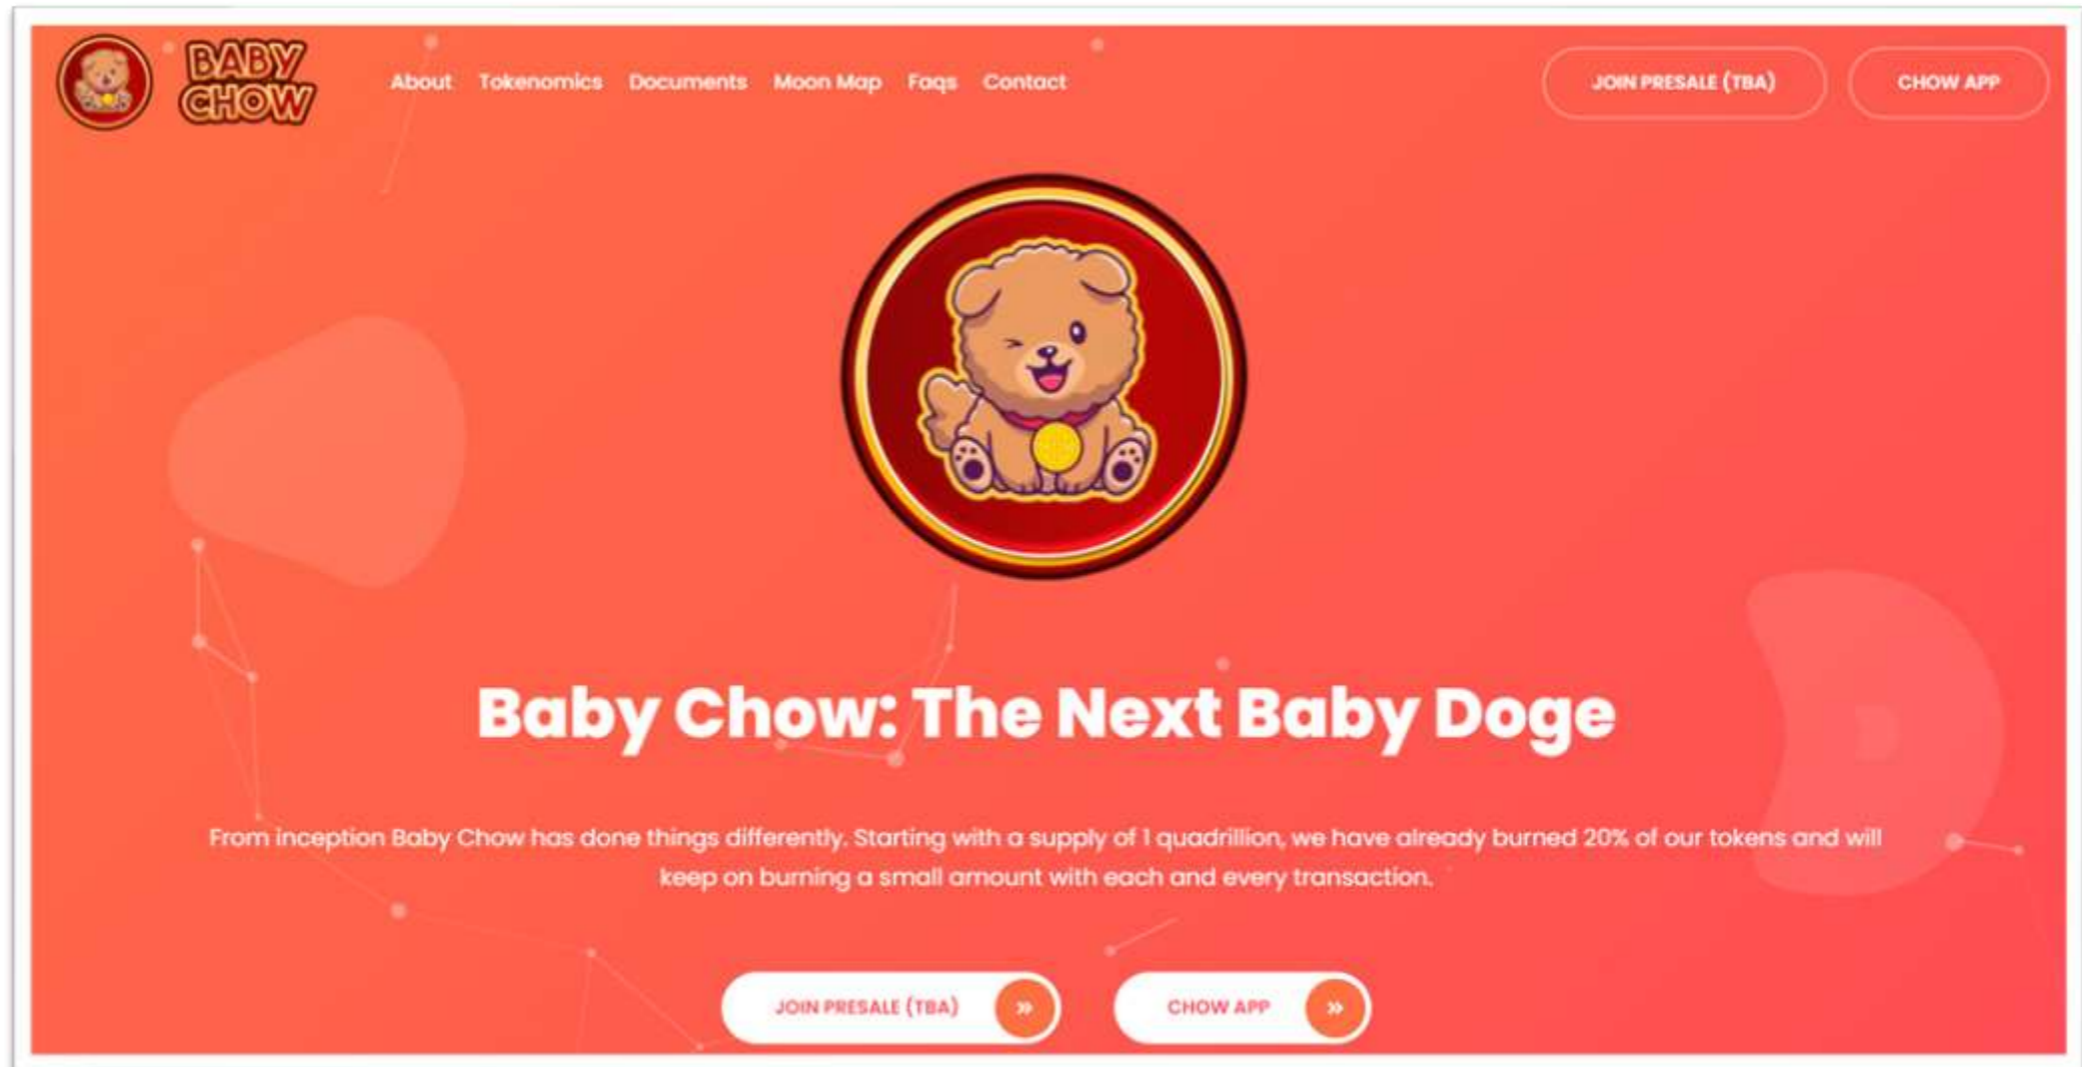 BABY
CHOW
About Tokenomics Documents Moon Map Faqs Contact
JOIN PRESALE (TBA)
CHOW APP
Baby Chow: The Next Baby Doge
From inception Baby Chow has done things differently. Starting with a supply of 1 quadrillion, we have already burned 20% of our tokens and will
keep on burning a small amount with each and every transaction.
JOIN PRESALE (TBA)
CHOW APP